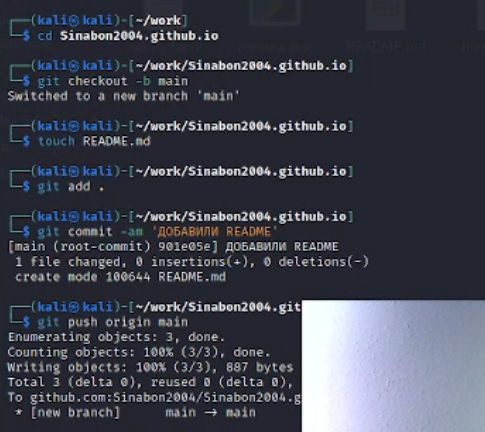 ┌──(kali㉿kali)-[~/work]
└─$ cd Sinabon2004.github.io
┌──(kali㉿kali)-[~/work/Sinabon2004.github.io]
└─$ git checkout -b main
Switched to a new branch 'main'
┌──(kali㉿kali)-[~/work/Sinabon2004.github.io]
└─$ touch README.md
┌──(kali㉿kali)-[~/work/Sinabon2004.github.io]
└─$ git add .
┌──(kali㉿kali)-[~/work/Sinabon2004.github.io]
└─$ git commit -am 'ДОБАВИЛИ README'
[main (root-commit) 901e05e] ДОБАВИЛИ README
1 file changed, 0 insertions(+), 0 deletions(-)
create mode 100644 README.md
┌──(kali㉿kali)-[~/work/Sinabon2004.git
└─$ git push origin main
Enumerating objects: 3, done.
Counting objects: 100% (3/3), done.
Writing objects: 100% (3/3), 887 bytes
Total 3 (delta 0), reused 0 (delta 0),
To github.com:Sinabon2004/Sinabon2004.g
* [new branch] main → main